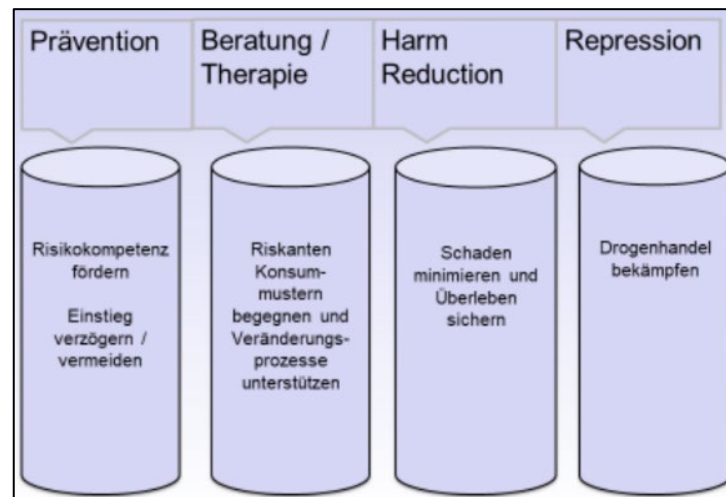 Prävention
Beratung /
Therapie
Harm
Reduction
Repression
Risikokompetenz
fördern
Einstieg
verzögern /
vermeiden
Riskanten
Konsum-
mustern
begegnen und
Veränderungs-
prozesse
unterstützen
Schaden
minimieren und
Überleben
sichern
Drogenhandel
bekämpfen